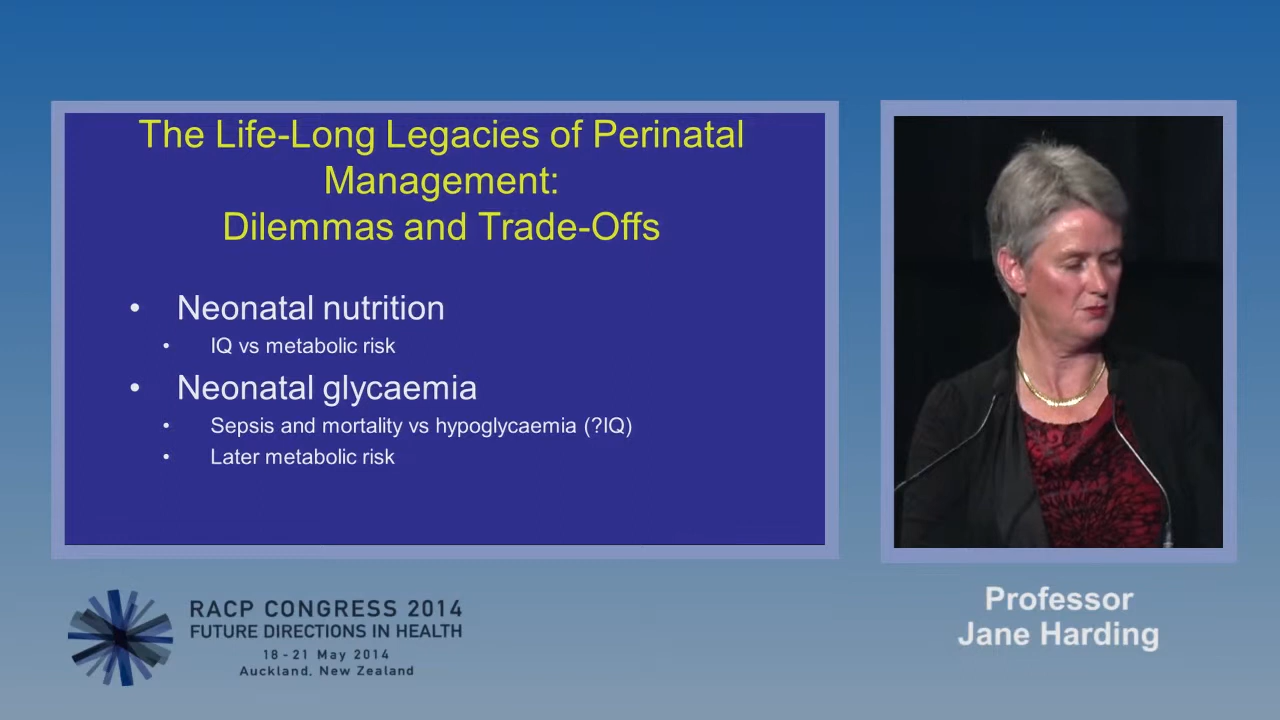 The Life-Long Legacies of Perinatal
Management:
Dilemmas and Trade-Offs
• Neonatal nutrition
• IQ vs metabolic risk
• Neonatal glycaemia
• Sepsis and mortality vs hypoglycaemia (?IQ)
• Later metabolic risk
RACP CONGRESS 2014
FUTURE DIRECTIONS IN HEALTH
18 - 21 May 2014
Auckland, New Zealand
Professor
Jane Harding